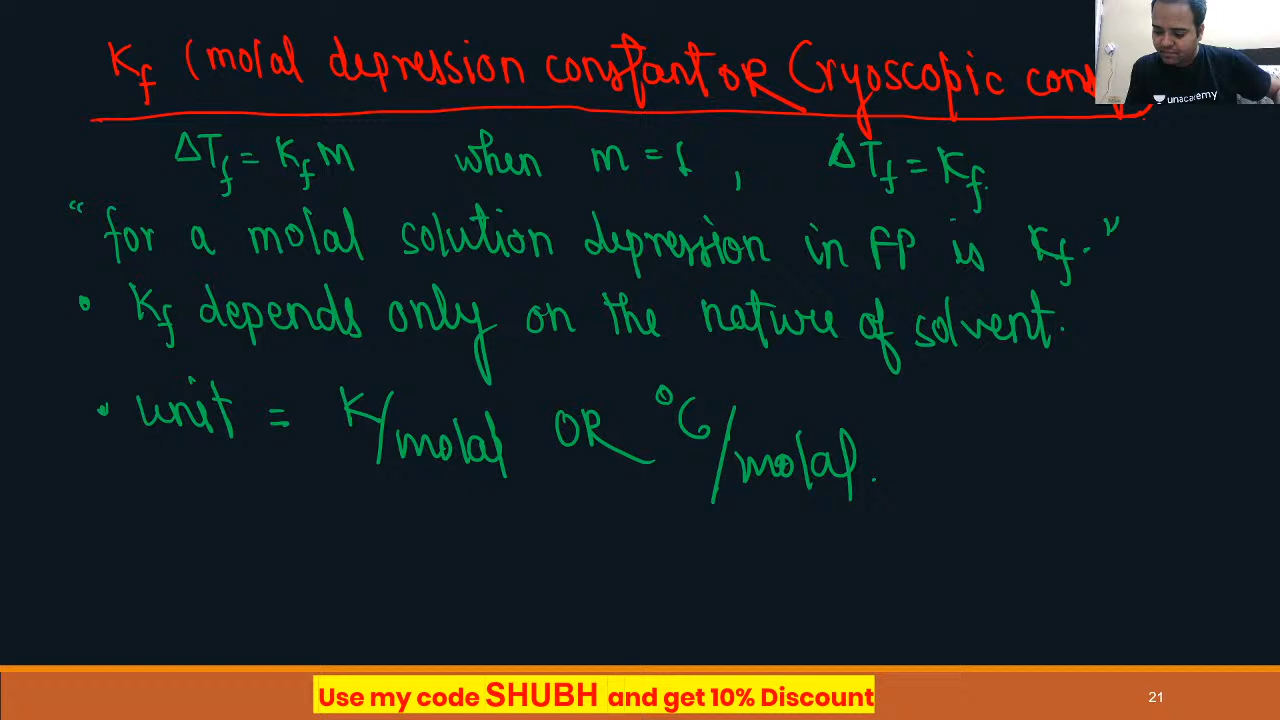 Kf (molal depression constant OR Cryoscopic cons
unacademy
ΔTf = Kf m when m = 1, ΔTf = Kf.
"for a molal solution depression in FP is Kf."
• Kf depends only on the nature of solvent.
• unit = K/molal OR °C/molal.
Use my code SHUBH and get 10% Discount
21